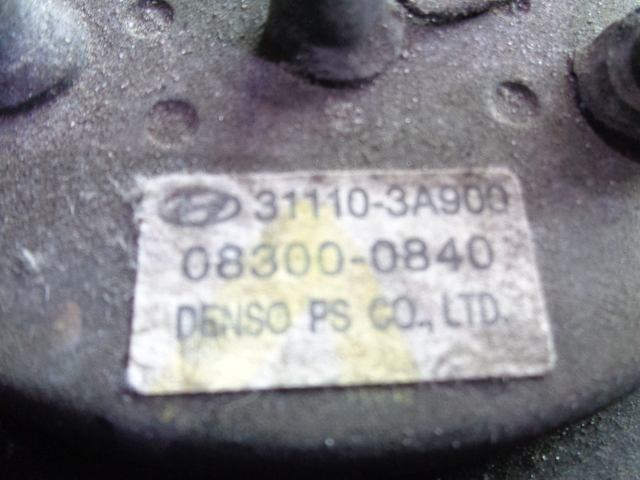 31110-3A900
08300-0840
DENSO PS CO., LTD.